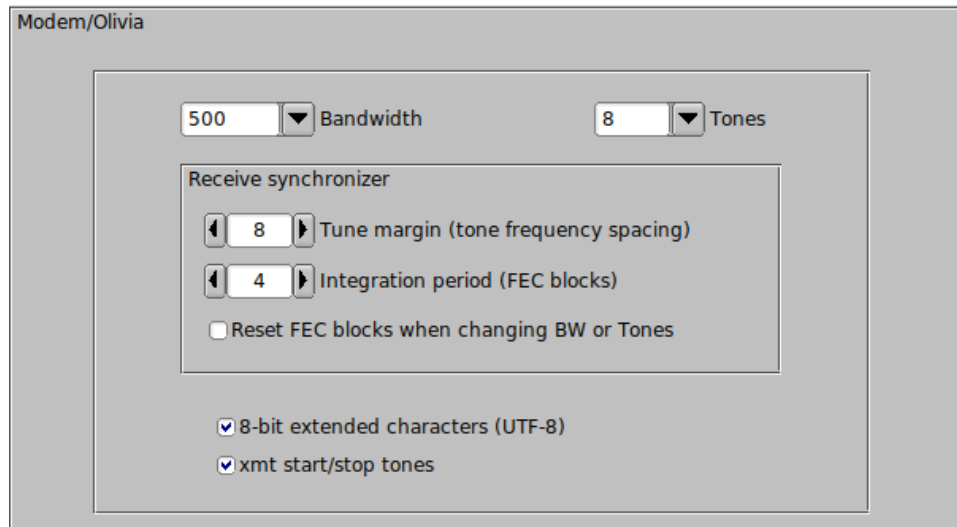 Modem/Olivia
500 Bandwidth 8 Tones
Receive synchronizer
8 Tune margin (tone frequency spacing)
4 Integration period (FEC blocks)
Reset FEC blocks when changing BW or Tones
8-bit extended characters (UTF-8)
xmt start/stop tones